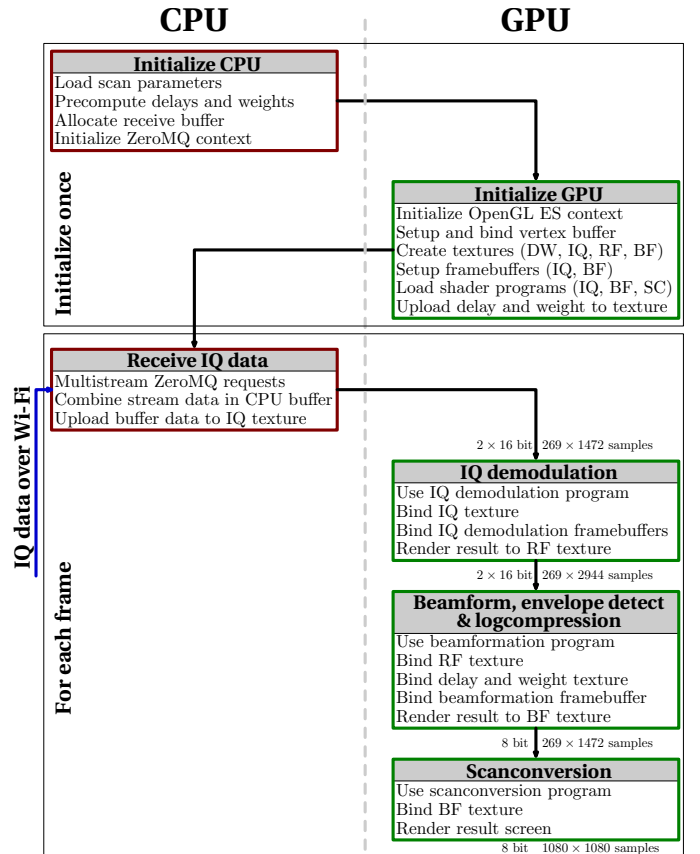 CPU
GPU
Initialize once
Initialize CPU
Load scan parameters
Precompute delays and weights
Allocate receive buffer
Initialize ZeroMQ context
Initialize GPU
Initialize OpenGL ES context
Setup and bind vertex buffer
Create textures (DW, IQ, RF, BF)
Setup framebuffers (IQ, BF)
Load shader programs (IQ, BF, SC)
Upload delay and weight to texture
IQ data over Wi-Fi
For each frame
Receive IQ data
Multistream ZeroMQ requests
Combine stream data in CPU buffer
Upload buffer data to IQ texture
2 × 16 bit 269 × 1472 samples
IQ demodulation
Use IQ demodulation program
Bind IQ texture
Bind IQ demodulation framebuffers
Render result to RF texture
2 × 16 bit 269 × 2944 samples
Beamform, envelope detect
& logcompression
Use beamformation program
Bind RF texture
Bind delay and weight texture
Bind beamformation framebuffer
Render result to BF texture
8 bit 269 × 1472 samples
Scanconversion
Use scanconversion program
Bind BF texture
Render result screen
8 bit 1080 × 1080 samples